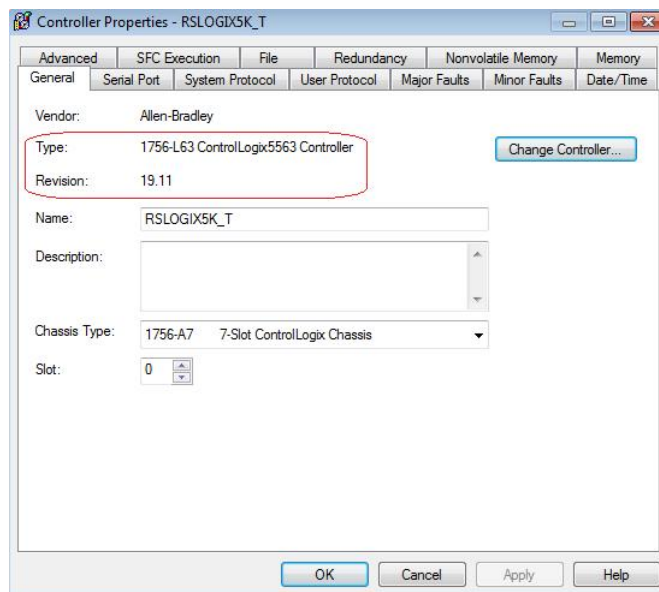 Controller Properties - RSLOGIX5K_T
Advanced SFC Execution File Redundancy Nonvolatile Memory Memory
General Serial Port System Protocol User Protocol Major Faults Minor Faults Date/Time
Vendor: Allen-Bradley
Type: 1756-L63 ControlLogix5563 Controller Change Controller...
Revision: 19.11
Name: RSLOGIX5K_T
Description:
Chassis Type: 1756-A7 7-Slot ControlLogix Chassis
Slot: 0
OK Cancel Apply Help